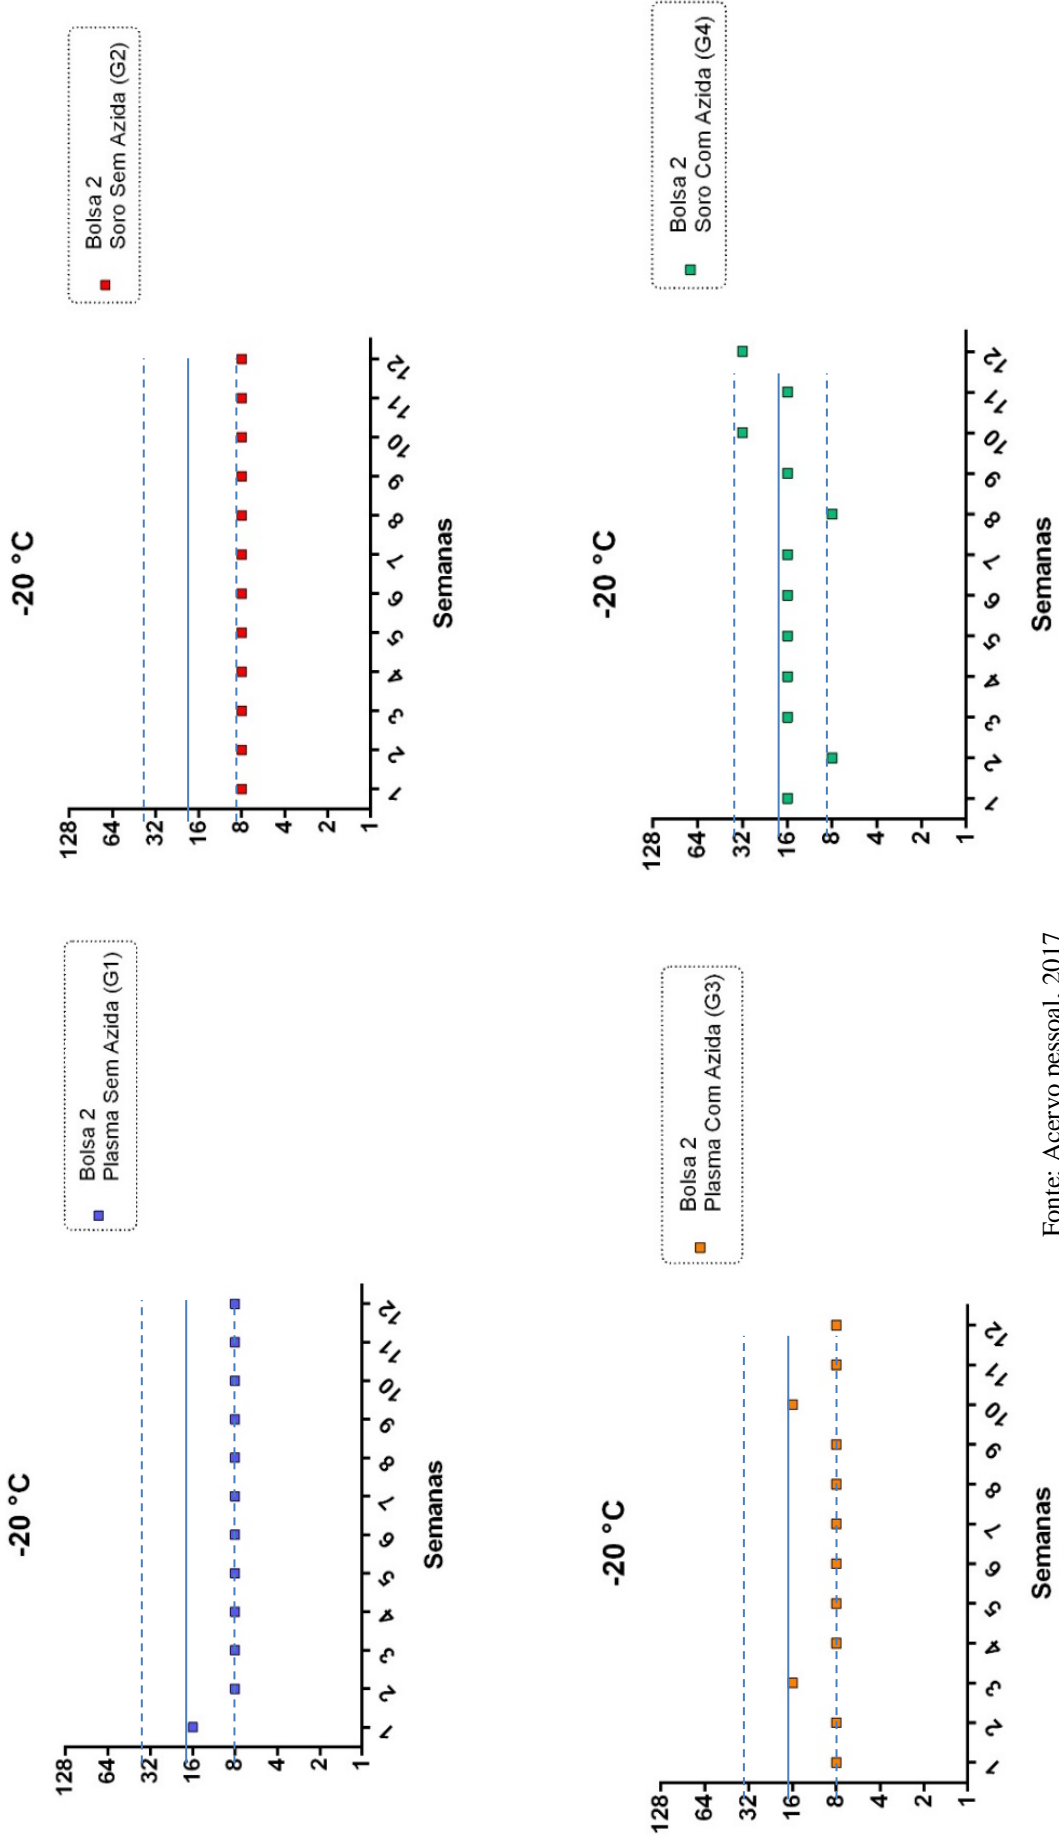 -20 °C
Bolsa 2
Plasma Sem Azida (G1)
128
64
32
16
8
4
2
1
1 2 3 4 5 6 7 8 9 10 11 12
Semanas
-20 °C
Bolsa 2
Soro Sem Azida (G2)
128
64
32
16
8
4
2
1
1 2 3 4 5 6 7 8 9 10 11 12
Semanas
-20 °C
Bolsa 2
Plasma Com Azida (G3)
128
64
32
16
8
4
2
1
1 2 3 4 5 6 7 8 9 10 11 12
Semanas
-20 °C
Bolsa 2
Soro Com Azida (G4)
128
64
32
16
8
4
2
1
1 2 3 4 5 6 7 8 9 10 11 12
Semanas
Fonte: Acervo pessoal, 2017